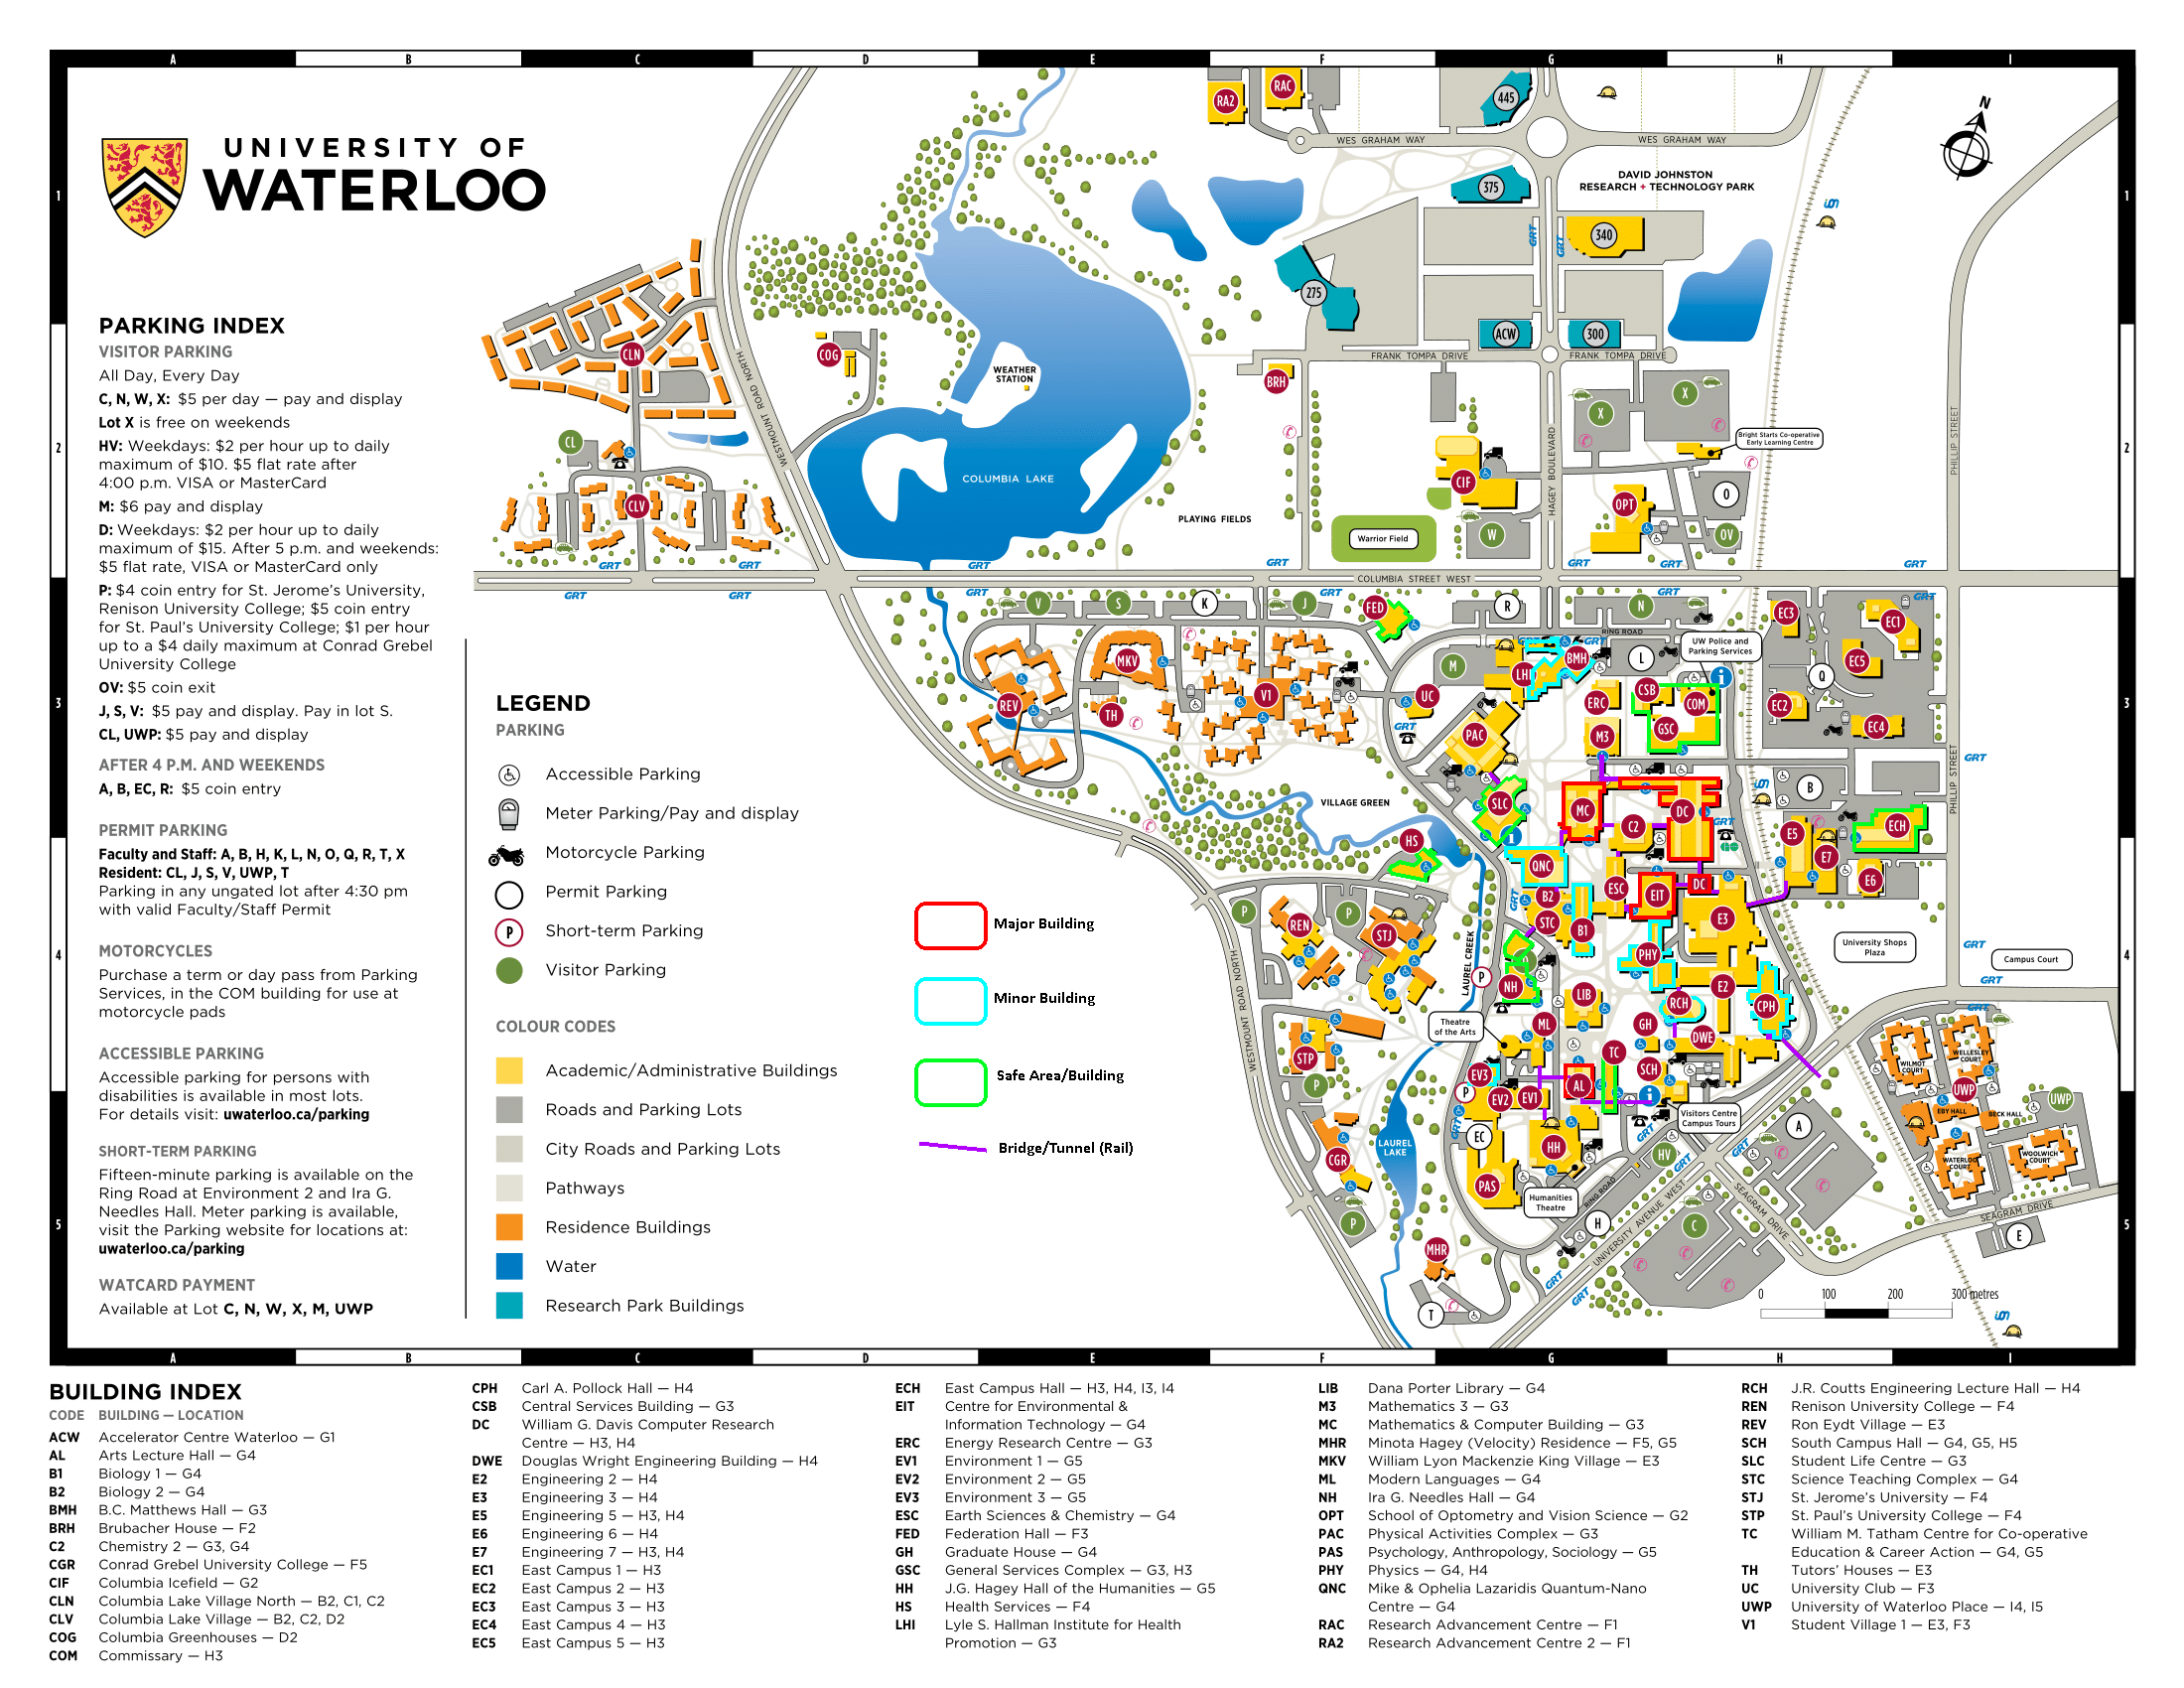 A B C D E F G H I
UNIVERSITY OF
WATERLOO
PARKING INDEX
VISITOR PARKING
All Day, Every Day
C, N, W, X: $5 per day — pay and display
Lot X is free on weekends
HV: Weekdays: $2 per hour up to daily
maximum of $10. $5 flat rate after
4:00 p.m. VISA or MasterCard
M: $6 pay and display
D: Weekdays: $2 per hour up to daily
maximum of $15. After 5 p.m. and weekends:
$5 flat rate, VISA or MasterCard only
P: $4 coin entry for St. Jerome's University,
Renison University College; $5 coin entry
for St. Paul's University College; $1 per hour
up to a $4 daily maximum at Conrad Grebel
University College
OV: $5 coin exit
J, S, V: $5 pay and display. Pay in lot S.
CL, UWP: $5 pay and display
AFTER 4 P.M. AND WEEKENDS
A, B, EC, R: $5 coin entry
PERMIT PARKING
Faculty and Staff: A, B, H, K, L, N, O, Q, R, T, X
Resident: CL, J, S, V, UWP, T
Parking in any ungated lot after 4:30 pm
with valid Faculty/Staff Permit
MOTORCYCLES
Purchase a term or day pass from Parking
Services, in the COM building for use at
motorcycle pads
ACCESSIBLE PARKING
Accessible parking for persons with
disabilities is available in most lots.
For details visit: uwaterloo.ca/parking
SHORT-TERM PARKING
Fifteen-minute parking is available on the
Ring Road at Environment 2 and Ira G.
Needles Hall. Meter parking is available,
visit the Parking website for locations at:
uwaterloo.ca/parking
WATCARD PAYMENT
Available at Lot C, N, W, X, M, UWP
LEGEND
PARKING
Accessible Parking
Meter Parking/Pay and display
Motorcycle Parking
Permit Parking
P Short-term Parking
Visitor Parking
COLOUR CODES
Academic/Administrative Buildings
Roads and Parking Lots
City Roads and Parking Lots
Pathways
Residence Buildings
Water
Research Park Buildings
Major Building
Minor Building
Safe Area/Building
Bridge/Tunnel (Rail)
RA2
RAC
445
WES GRAHAM WAY
WES GRAHAM WAY
N
DAVID JOHNSTON
RESEARCH + TECHNOLOGY PARK
375
340
275
ACW
300
FRANK TOMPA DRIVE
FRANK TOMPA DRIVE
CLN
COG
WEATHER
STATION
BRH
X
X
Bright Starts Co-operative
Early Learning Centre
CL
CLV
WESTMOUNT ROAD NORTH
COLUMBIA LAKE
PLAYING FIELDS
CIF
W
Warrior Field
HAGEY BOULEVARD
OPT
O
OV
PHILLIP STREET
COLUMBIA STREET WEST
GRT
V
S
K
J
FED
R
N
RING ROAD
EC3
EC1
EC5
EC2
EC4
Q
UW Police and
Parking Services
REV
MKV
TH
V1
UC
M
LHI
BMH
L
ERC
CSB
COM
GSC
M3
PAC
SLC
MC
DC
C2
B
ECH
E5
E7
E6
PHILLIP STREET
VILLAGE GREEN
HS
QNC
B2
STC
B1
ESC
EIT
DC
E3
PHY
NH
LIB
RCH
E2
CPH
DWE
GH
ML
TC
SCH
AL
EV3
EV2
EV1
EC
HH
PAS
University Shops
Plaza
Campus Court
P
P
REN
STJ
STP
P
CGR
P
P
P
LAUREL CREEK
LAUREL
LAKE
WESTMOUNT ROAD NORTH
Theatre
of the Arts
Visitors Centre
Campus Tours
Humanities
Theatre
RING ROAD
UNIVERSITY AVENUE WEST
SEAGRAM DRIVE
SEAGRAM DRIVE
HV
A
H
C
E
T
MHR
WILMOT
COURT
WELLESLEY
COURT
UWP
UWP
EBY HALL
BECK HALL
WATERLOO
COURT
WOOLWICH
COURT
0 100 200 300 metres
1
2
3
4
5
1
2
3
4
5
A B C D E F G H I
BUILDING INDEX
CODE BUILDING — LOCATION
ACW Accelerator Centre Waterloo — G1
AL Arts Lecture Hall — G4
B1 Biology 1 — G4
B2 Biology 2 — G4
BMH B.C. Matthews Hall — G3
BRH Brubacher House — F2
C2 Chemistry 2 — G3, G4
CGR Conrad Grebel University College — F5
CIF Columbia Icefield — G2
CLN Columbia Lake Village North — B2, C1, C2
CLV Columbia Lake Village — B2, C2, D2
COG Columbia Greenhouses — D2
COM Commissary — H3
CPH Carl A. Pollock Hall — H4
CSB Central Services Building — G3
DC William G. Davis Computer Research
Centre — H3, H4
DWE Douglas Wright Engineering Building — H4
E2 Engineering 2 — H4
E3 Engineering 3 — H4
E5 Engineering 5 — H3, H4
E6 Engineering 6 — H4
E7 Engineering 7 — H3, H4
EC1 East Campus 1 — H3
EC2 East Campus 2 — H3
EC3 East Campus 3 — H3
EC4 East Campus 4 — H3
EC5 East Campus 5 — H3
ECH East Campus Hall — H3, H4, I3, I4
EIT Centre for Environmental &
Information Technology — G4
ERC Energy Research Centre — G3
EV1 Environment 1 — G5
EV2 Environment 2 — G5
EV3 Environment 3 — G5
ESC Earth Sciences & Chemistry — G4
FED Federation Hall — F3
GH Graduate House — G4
GSC General Services Complex — G3, H3
HH J.G. Hagey Hall of the Humanities — G5
HS Health Services — F4
LHI Lyle S. Hallman Institute for Health
Promotion — G3
LIB Dana Porter Library — G4
M3 Mathematics 3 — G3
MC Mathematics & Computer Building — G3
MHR Minota Hagey (Velocity) Residence — F5, G5
MKV William Lyon Mackenzie King Village — E3
ML Modern Languages — G4
NH Ira G. Needles Hall — G4
OPT School of Optometry and Vision Science — G2
PAC Physical Activities Complex — G3
PAS Psychology, Anthropology, Sociology — G5
PHY Physics — G4, H4
QNC Mike & Ophelia Lazaridis Quantum-Nano
Centre — G4
RAC Research Advancement Centre — F1
RA2 Research Advancement Centre 2 — F1
RCH J.R. Coutts Engineering Lecture Hall — H4
REN Renison University College — F4
REV Ron Eydt Village — E3
SCH South Campus Hall — G4, G5, H5
SLC Student Life Centre — G3
STC Science Teaching Complex — G4
STJ St. Jerome's University — F4
STP St. Paul's University College — F4
TC William M. Tatham Centre for Co-operative
Education & Career Action — G4, G5
TH Tutors' Houses — E3
UC University Club — F3
UWP University of Waterloo Place — I4, I5
V1 Student Village 1 — E3, F3